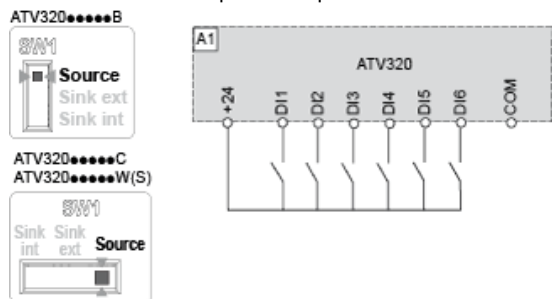 ATV320●●●●●B
SW1
Source
Sink ext
Sink int
ATV320●●●●●C
ATV320●●●●●W(S)
SW1
Sink int
Sink ext
Source
A1
ATV320
+24
DI1
DI2
DI3
DI4
DI5
DI6
COM